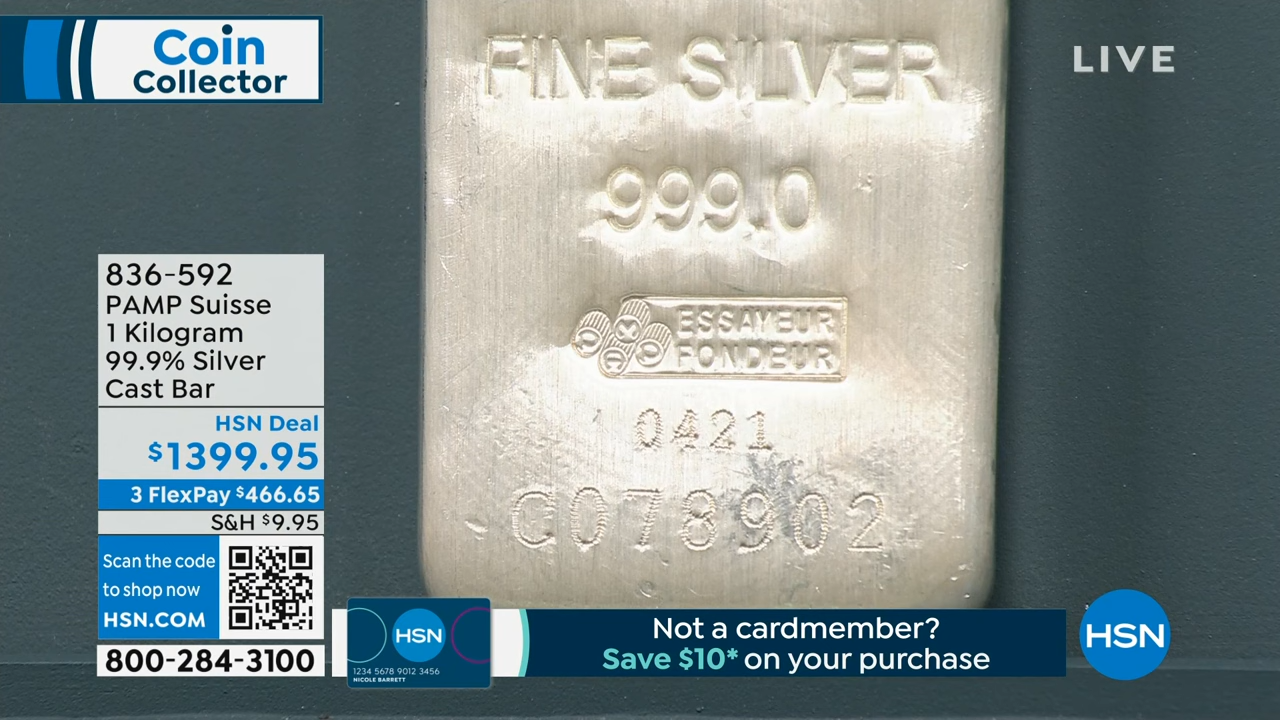 Coin
Collector
LIVE
FINE SILVER
999.0
ESSAYEUR
FONDEUR
0421
C078902
836-592
PAMP Suisse
1 Kilogram
99.9% Silver
Cast Bar
HSN Deal
$1399.95
3 FlexPay $466.65
S&H $9.95
Scan the code
to shop now
HSN.COM
800-284-3100
HSN
1234 5678 9012 3456
NICOLE BARRETT
Not a cardmember?
Save $10* on your purchase
HSN